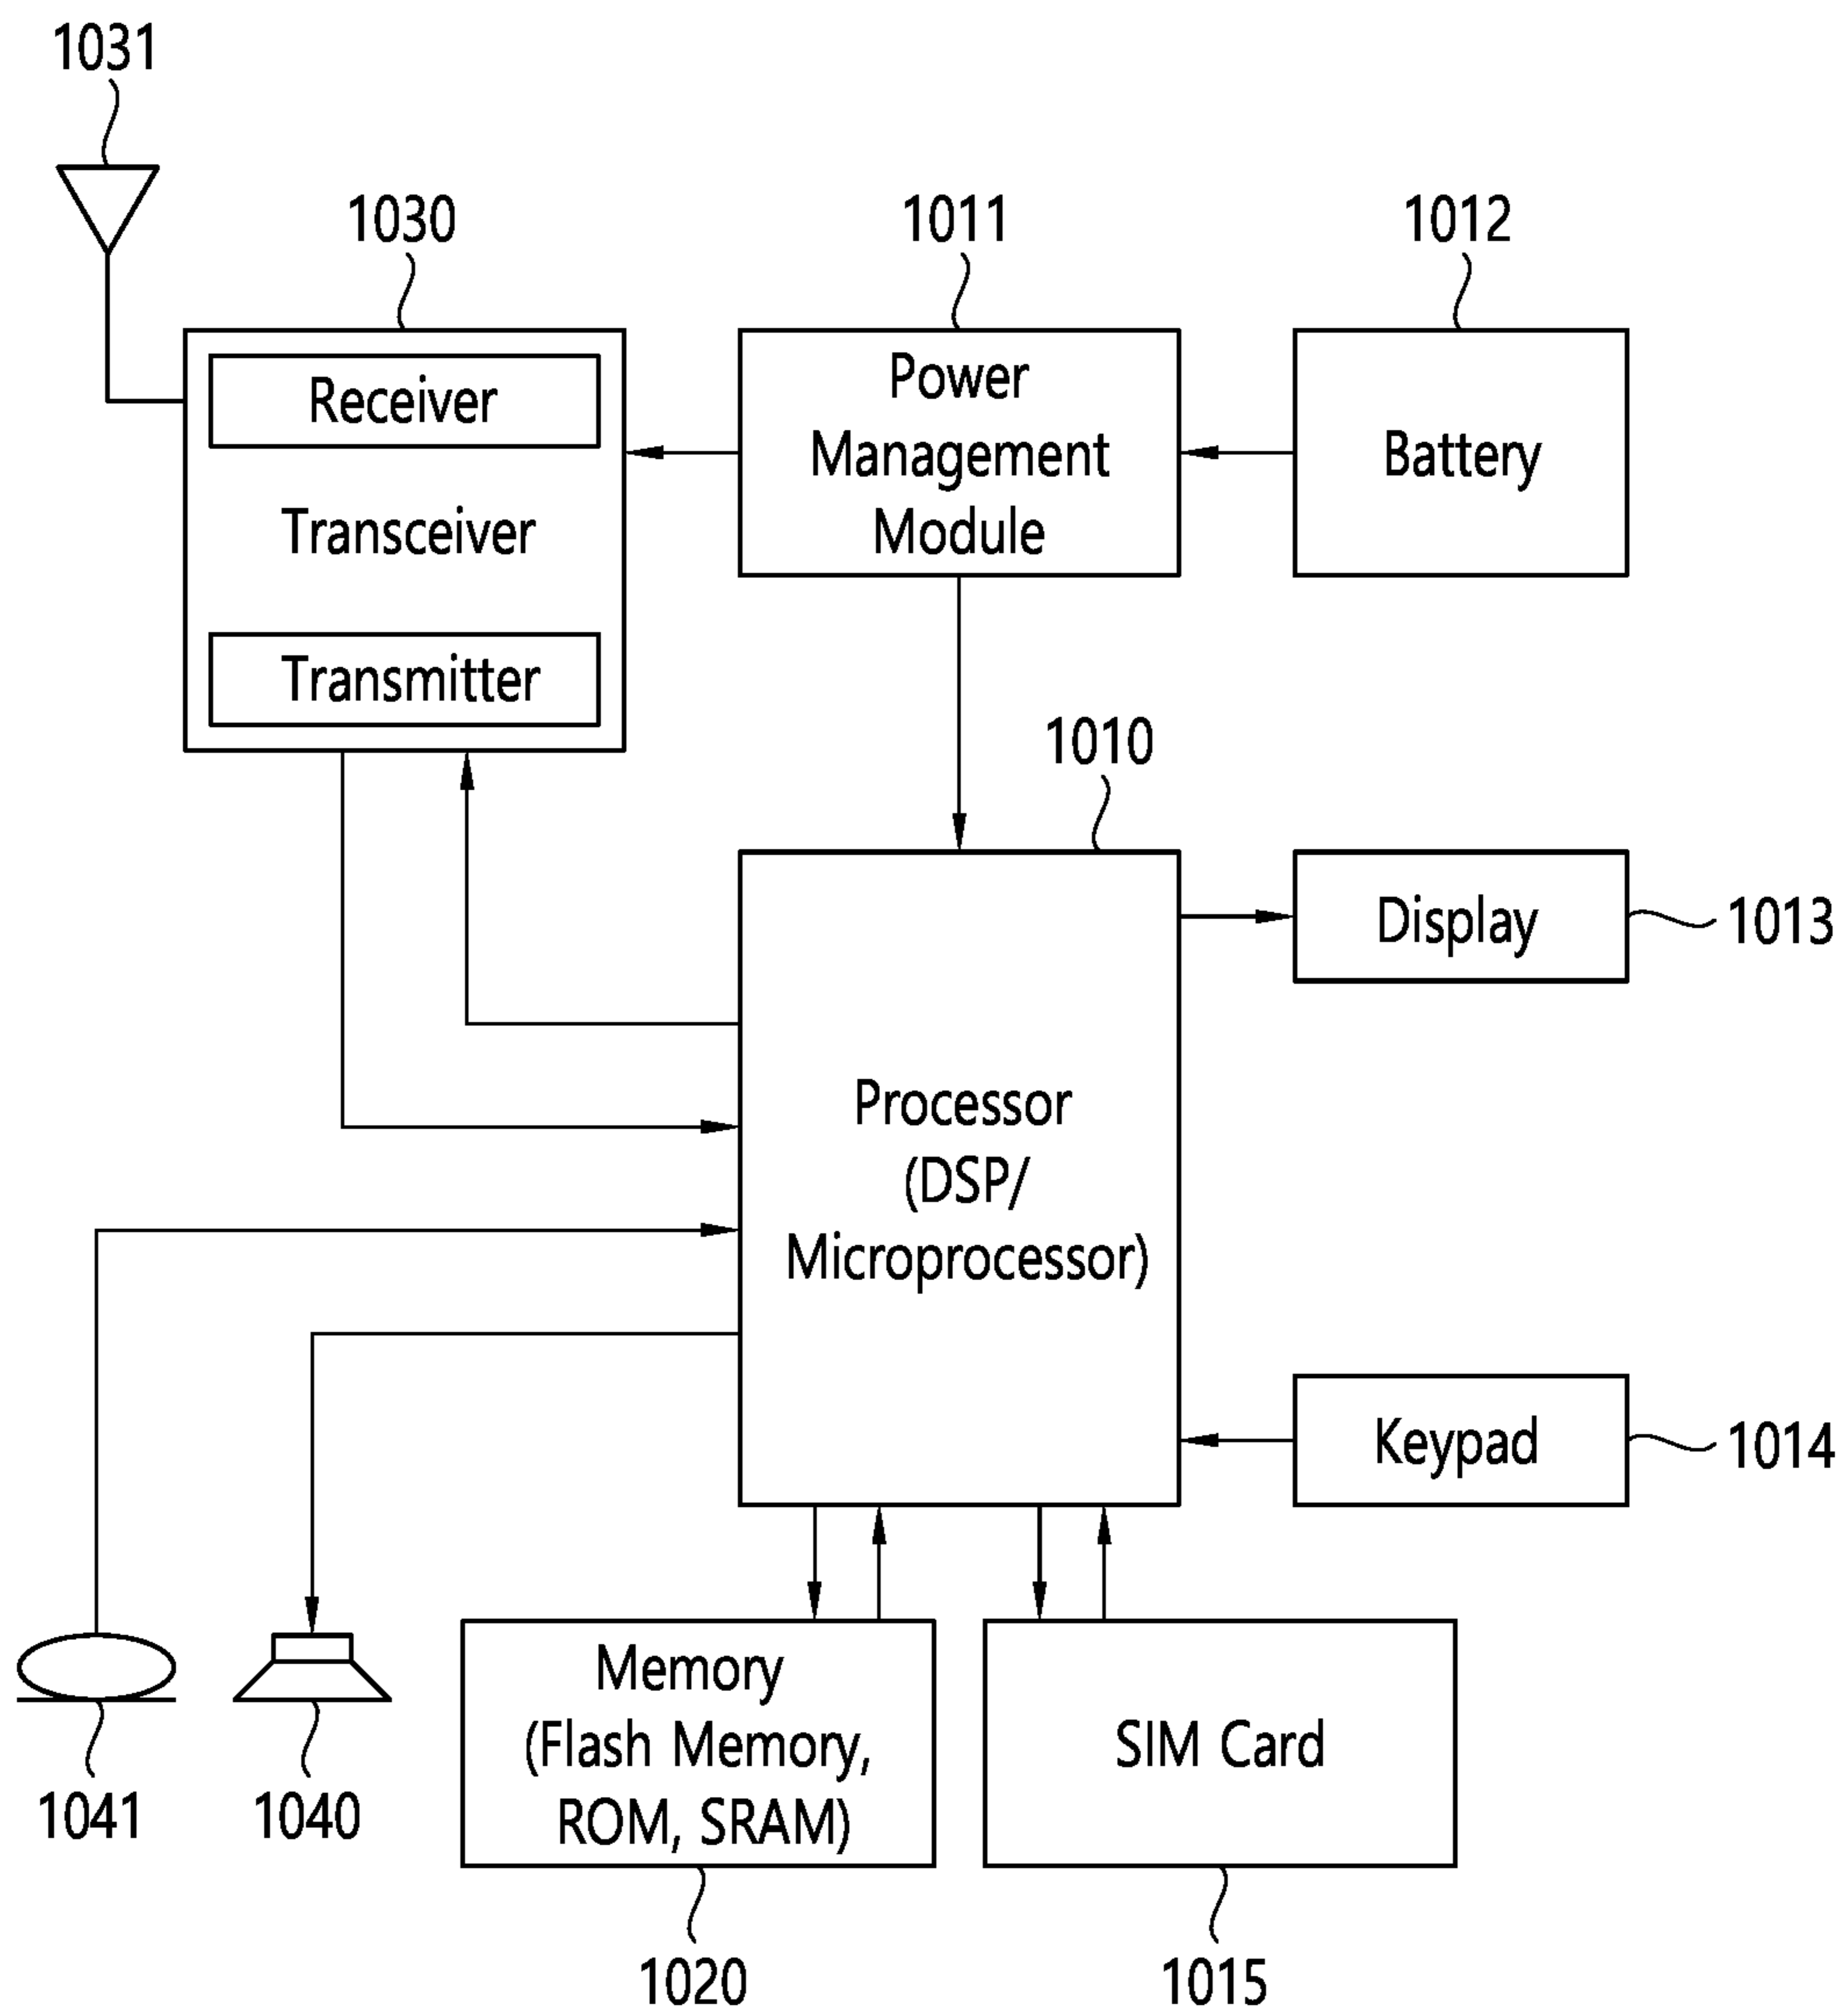 1031
1030
1011
1012
Receiver
Transceiver
Transmitter
Power
Management
Module
Battery
1010
Processor
(DSP/
Microprocessor)
Display
1013
Keypad
1014
1041
1040
Memory
(Flash Memory,
ROM, SRAM)
SIM Card
1020
1015